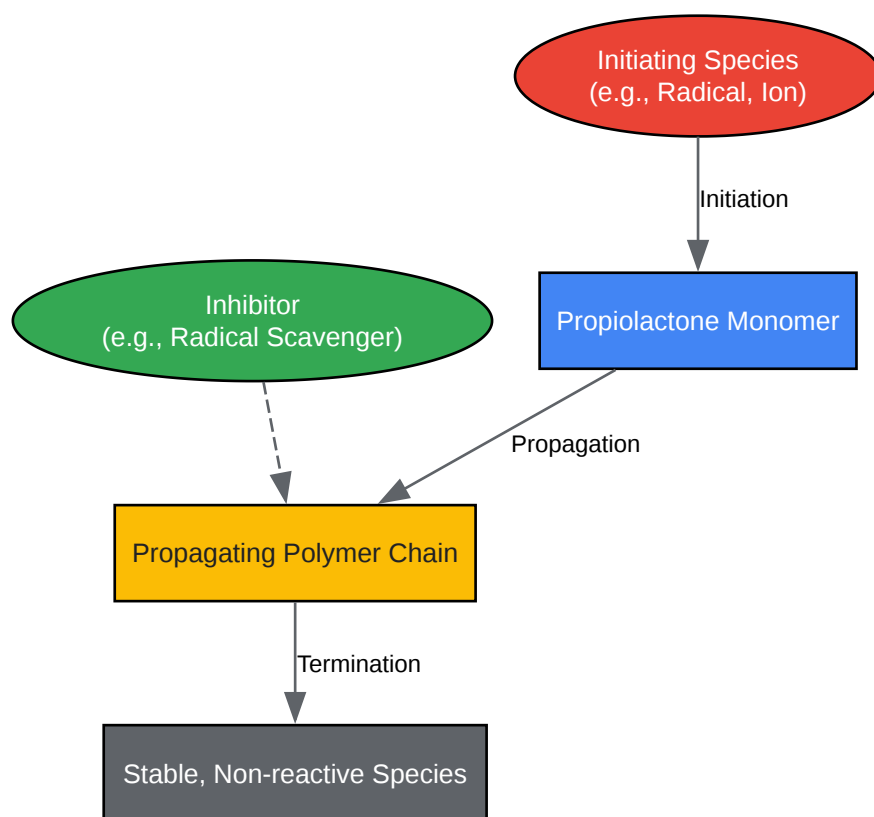 Initiating Species
(e.g., Radical, Ion)
Initiation
Inhibitor
(e.g., Radical Scavenger)
Propiolactone Monomer
Propagation
Propagating Polymer Chain
Termination
Stable, Non-reactive Species